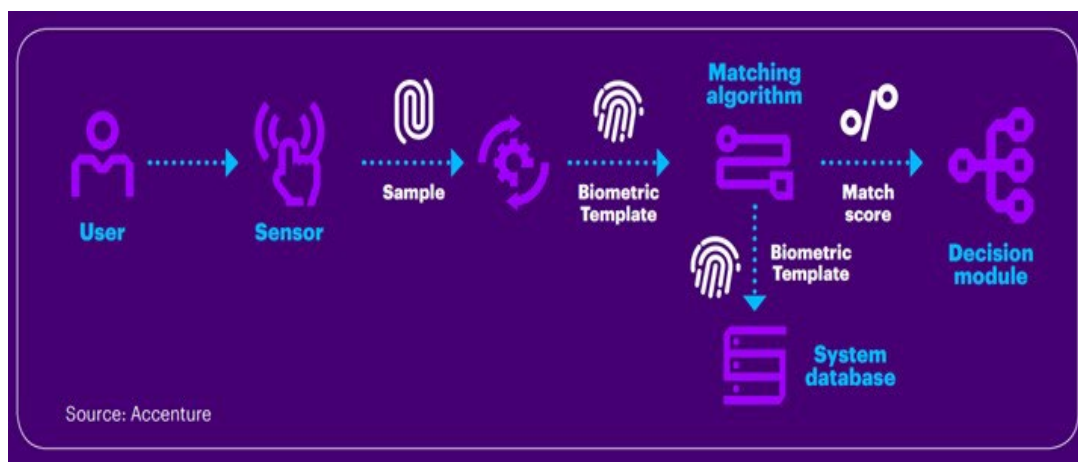 User
Sensor
Sample
Biometric
Template
Matching
algorithm
Match
score
Decision
module
Biometric
Template
System
database
Source: Accenture